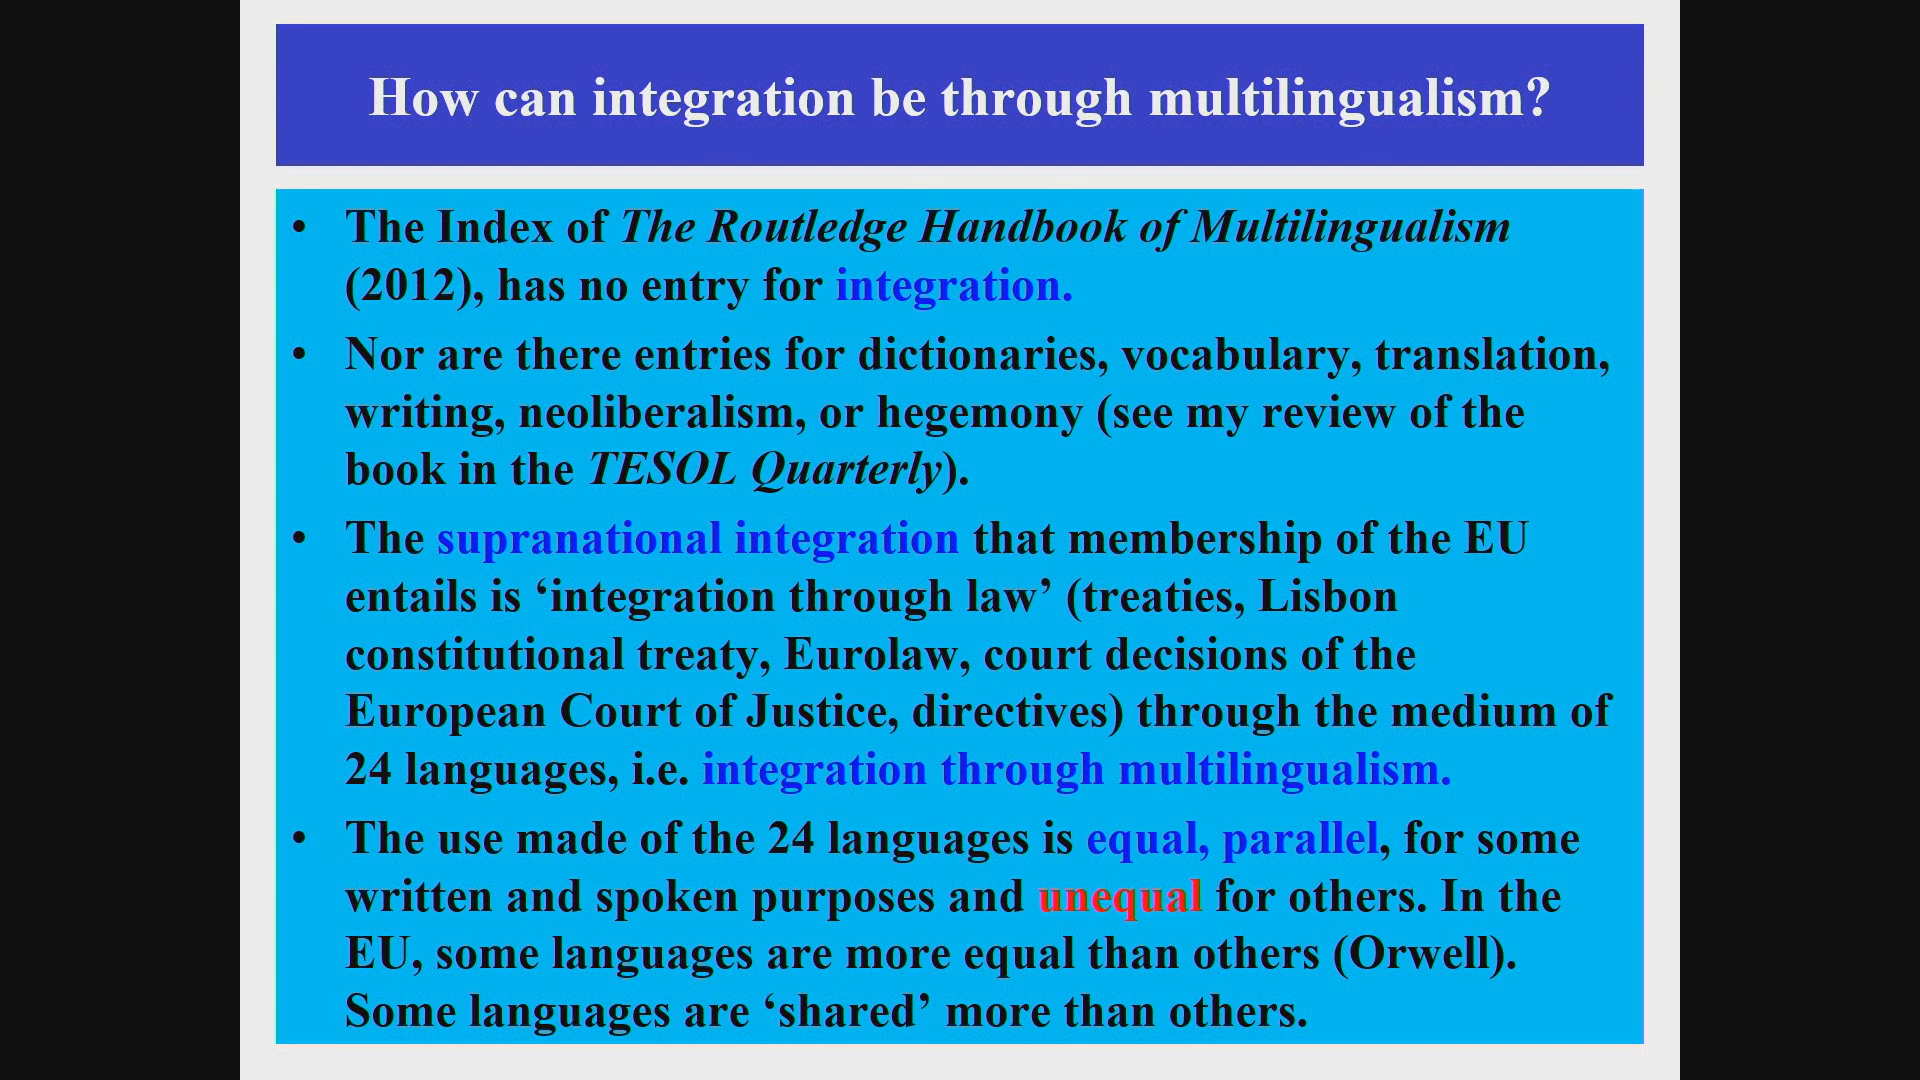 How can integration be through multilingualism?
• The Index of The Routledge Handbook of Multilingualism
(2012), has no entry for integration.
• Nor are there entries for dictionaries, vocabulary, translation,
writing, neoliberalism, or hegemony (see my review of the
book in the TESOL Quarterly).
• The supranational integration that membership of the EU
entails is ‘integration through law’ (treaties, Lisbon
constitutional treaty, Eurolaw, court decisions of the
European Court of Justice, directives) through the medium of
24 languages, i.e. integration through multilingualism.
• The use made of the 24 languages is equal, parallel, for some
written and spoken purposes and unequal for others. In the
EU, some languages are more equal than others (Orwell).
Some languages are ‘shared’ more than others.